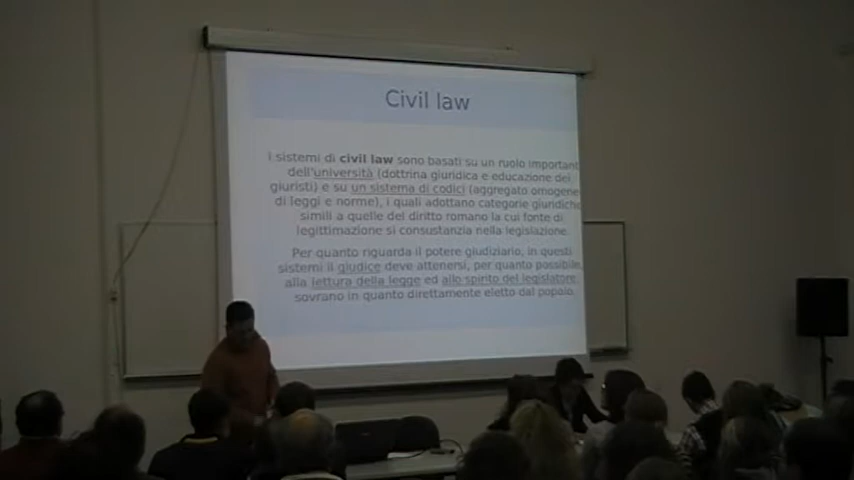 Civil law
I sistemi di civil law sono basati su un ruolo important
dell'università (dottrina giuridica e educazione dei
giuristi) e su un sistema di codici (aggregato omogene
di leggi e norme), i quali adottano categorie giuridiche
simili a quelle del diritto romano la cui fonte di
legittimazione si consustanzia nella legislazione.
Per quanto riguarda il potere giudiziario, in questi
sistemi il giudice deve attenersi, per quanto possibile,
alla lettura della legge ed allo spirito del legislatore,
sovrano in quanto direttamente eletto dal popolo.